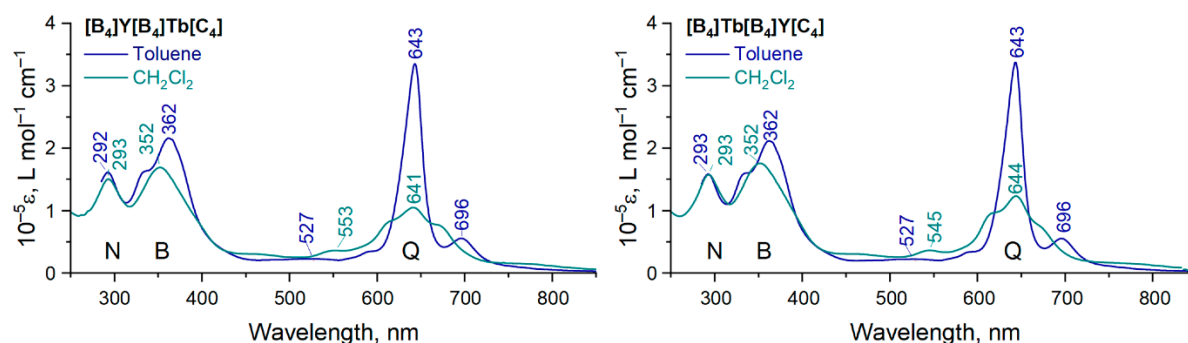 [B₄]Y[B₄]Tb[C₄]
Toluene
CH₂Cl₂
292
293
352
362
527
553
643
641
696
N
B
Q
10⁻⁵ε, L mol⁻¹ cm⁻¹
0
1
2
3
4
300 400 500 600 700 800
Wavelength, nm
[B₄]Tb[B₄]Y[C₄]
Toluene
CH₂Cl₂
293
293
352
362
527
545
643
644
696
N
B
Q
10⁻⁵ε, L mol⁻¹ cm⁻¹
0
1
2
3
4
300 400 500 600 700 800
Wavelength, nm